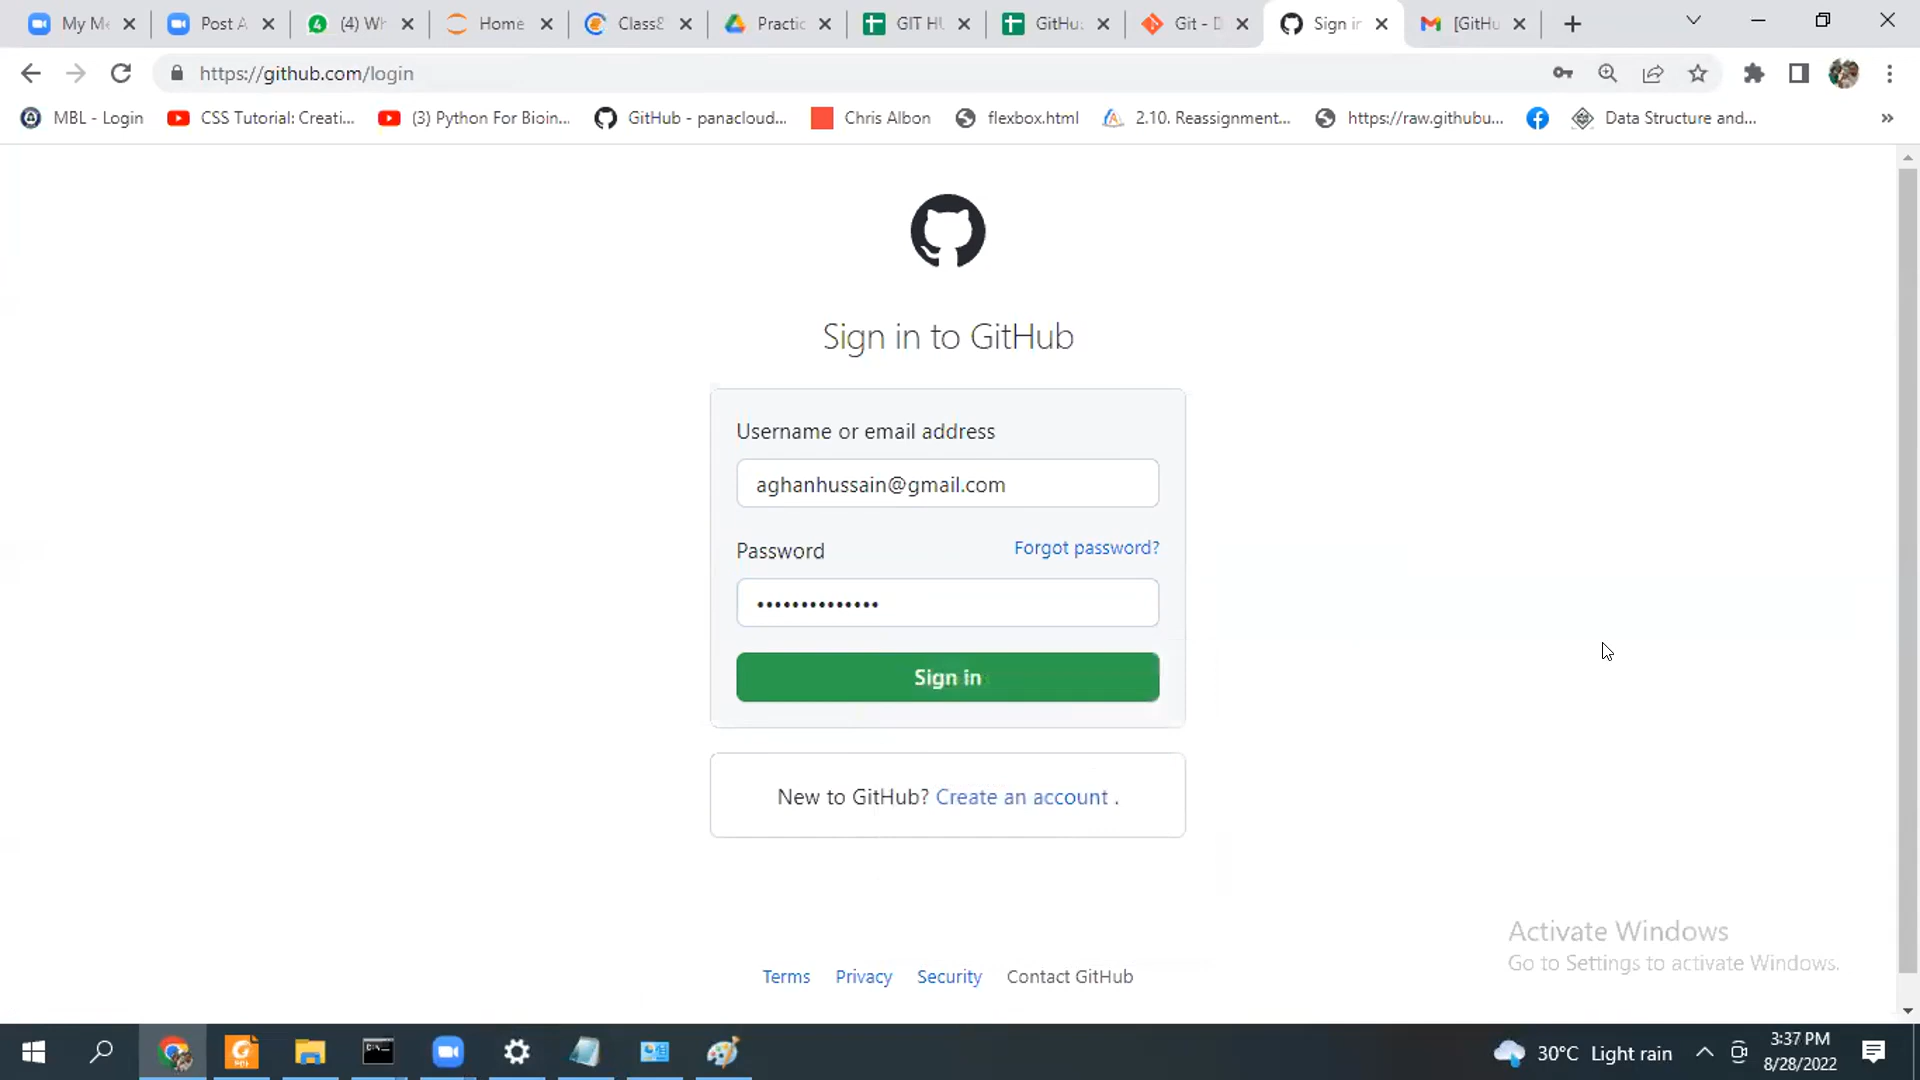 My Me
Post A
(4) Wh
Home
Class8
Practic
GIT HU
GitHu
Git - D
Sign in
[GitHu
https://github.com/login
MBL - Login
CSS Tutorial: Creati...
(3) Python For Bioin...
GitHub - panacloud...
Chris Albon
flexbox.html
2.10. Reassignment...
https://raw.githubu...
Data Structure and...
»
Sign in to GitHub
Username or email address
aghanhussain@gmail.com
Password
Forgot password?
••••••••••••••
Sign in
New to GitHub? Create an account .
Activate Windows
Go to Settings to activate Windows.
Terms
Privacy
Security
Contact GitHub
30°C Light rain
3:37 PM
8/28/2022